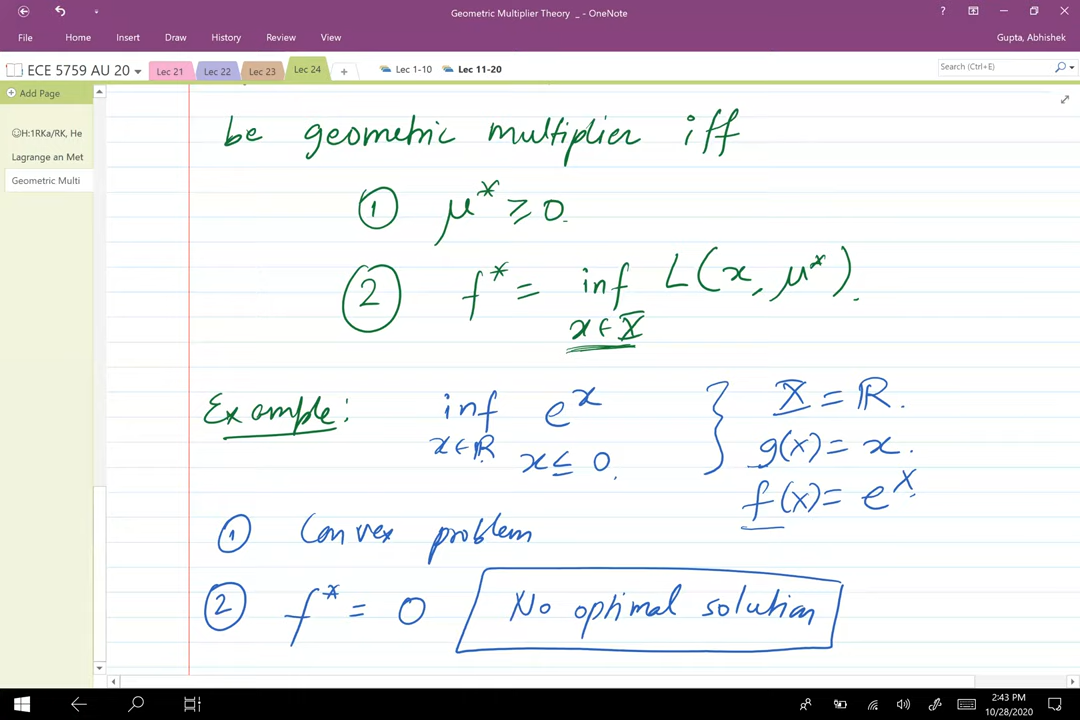 Geometric Multiplier Theory _ - OneNote
File Home Insert Draw History Review View
Gupta, Abhishek
ECE 5759 AU 20
Lec 21 Lec 22 Lec 23 Lec 24 + Lec 1-10 Lec 11-20
Search (Ctrl+E)
Add Page
☺H:1RKa/RK, He
Lagrange an Met
Geometric Multi
be geometric multiplier iff
① μ* ≥ 0.
② f* = inf L(x, μ*).
x∈X
Example: inf e^x } X = ℝ.
x∈ℝ x ≤ 0. g(x) = x.
f(x) = e^x.
① Convex problem
② f* = 0 No optimal solution
2:43 PM
10/28/2020